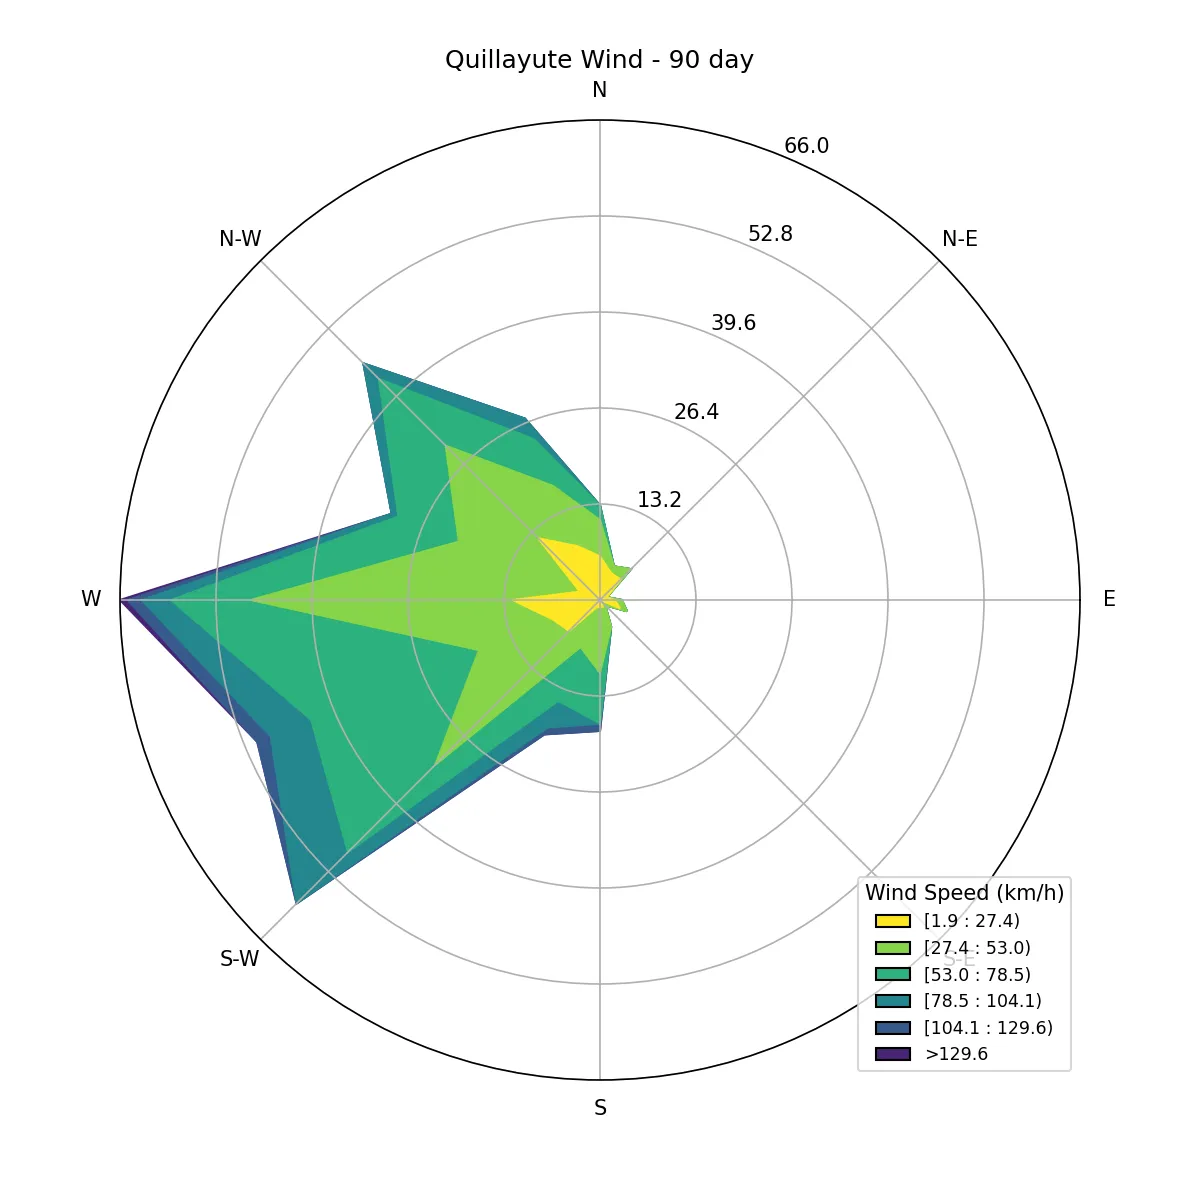 Quillayute Wind - 90 day
N
66.0
N-W
52.8
N-E
39.6
26.4
13.2
W
E
S-W
S-E
S
Wind Speed (km/h)
[1.9 : 27.4)
[27.4 : 53.0)
[53.0 : 78.5)
[78.5 : 104.1)
[104.1 : 129.6)
>129.6